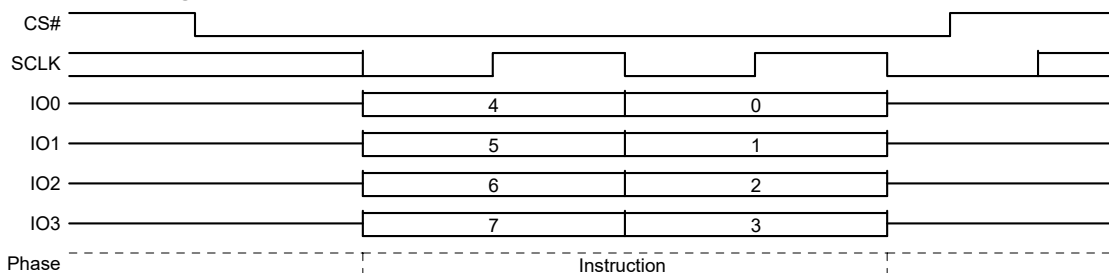 CS#
SCLK
IO0 4 0
IO1 5 1
IO2 6 2
IO3 7 3
Phase Instruction